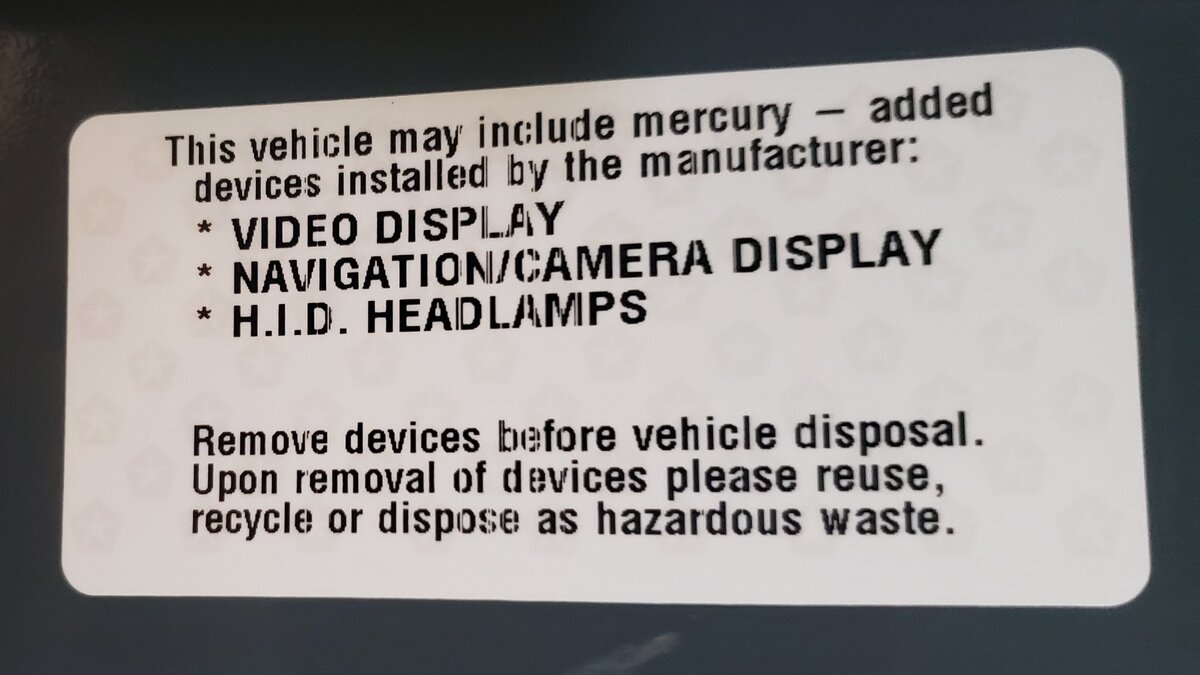 This vehicle may include mercury – added
devices installed by the manufacturer:
* VIDEO DISPLAY
* NAVIGATION/CAMERA DISPLAY
* H.I.D. HEADLAMPS
Remove devices before vehicle disposal.
Upon removal of devices please reuse,
recycle or dispose as hazardous waste.